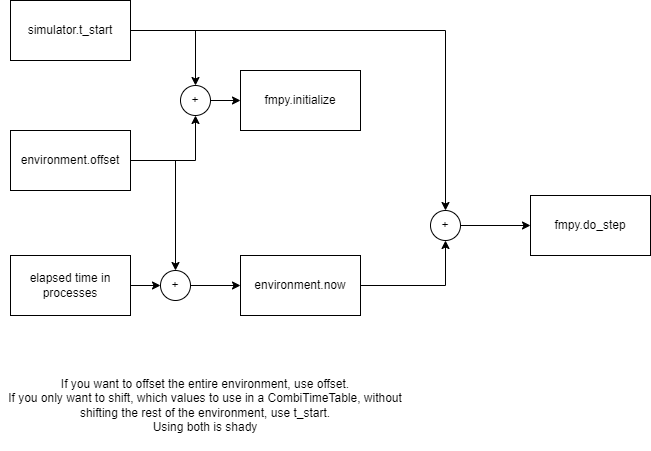 simulator.t_start
+
fmpy.initialize
environment.offset
+
fmpy.do_step
elapsed time in
processes
+
environment.now
If you want to offset the entire environment, use offset.
If you only want to shift, which values to use in a CombiTimeTable, without
shifting the rest of the environment, use t_start.
Using both is shady